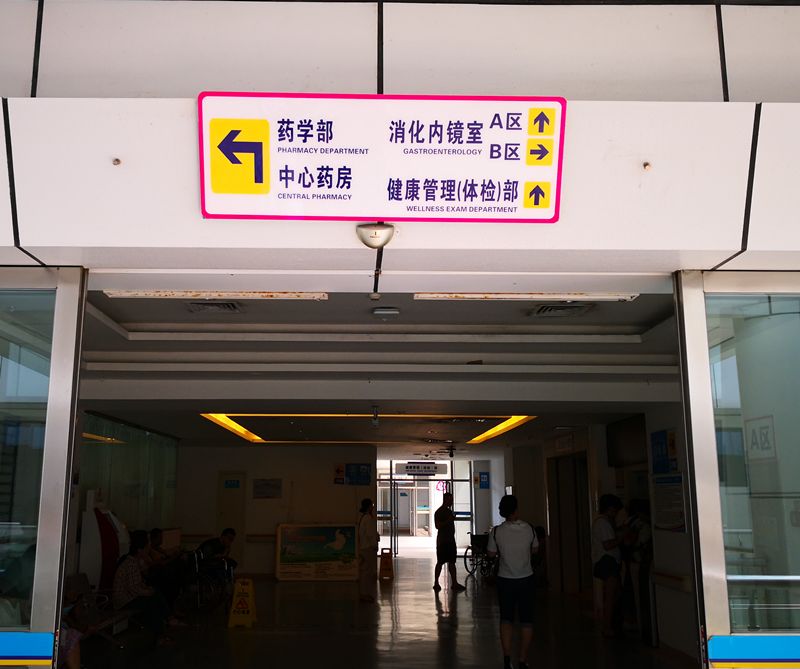 药学部
PHARMACY DEPARTMENT
中心药房
CENTRAL PHARMACY
消化内镜室 A区
GASTROENTEROLOGY B区
健康管理(体检)部
WELLNESS EXAM DEPARTMENT
A区